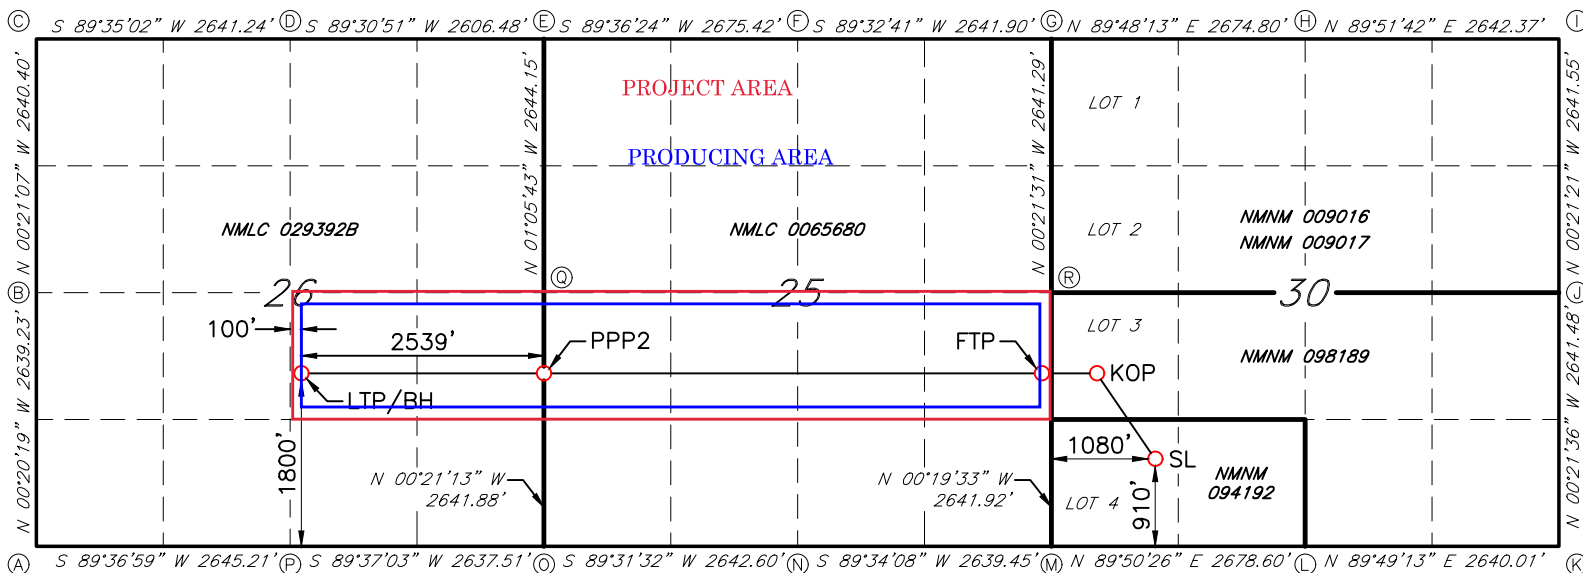 C S 89°35'02" W 2641.24' D S 89°30'51" W 2606.48' E S 89°36'24" W 2675.42' F S 89°32'41" W 2641.90' G N 89°48'13" E 2674.80' H N 89°51'42" E 2642.37' I
N 00°21'07" W 2640.40'
N 01°05'43" W 2644.15'
PROJECT AREA
PRODUCING AREA
N 00°21'31" W 2641.29'
LOT 1
N 00°21'21" W 2641.55'
NMLC 029392B
NMLC 0065680
LOT 2
NMNM 009016
NMNM 009017
B
26
Q
25
R
30
J
100'
2539'
PPP2
FTP
LOT 3
NMNM 098189
KOP
LTP/BH
N 00°20'19" W 2639.23'
1800'
N 00°21'13" W
2641.88'
N 00°19'33" W
2641.92'
1080'
SL
910'
LOT 4
NMNM
094192
N 00°21'36" W 2641.48'
A S 89°36'59" W 2645.21' P S 89°37'03" W 2637.51' O S 89°31'32" W 2642.60' N S 89°34'08" W 2639.45' M N 89°50'26" E 2678.60' L N 89°49'13" E 2640.01' K